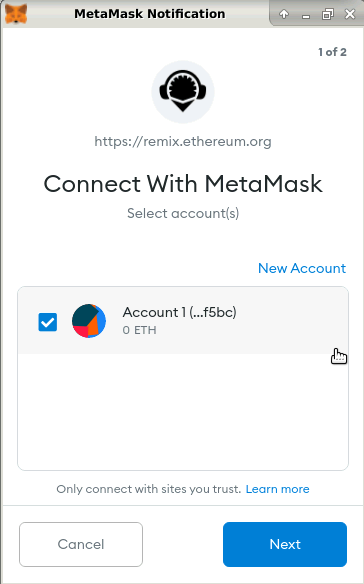 MetaMask Notification
1 of 2
https://remix.ethereum.org
Connect With MetaMask
Select account(s)
New Account
Account 1 (...f5bc)
0 ETH
Only connect with sites you trust. Learn more
Cancel
Next